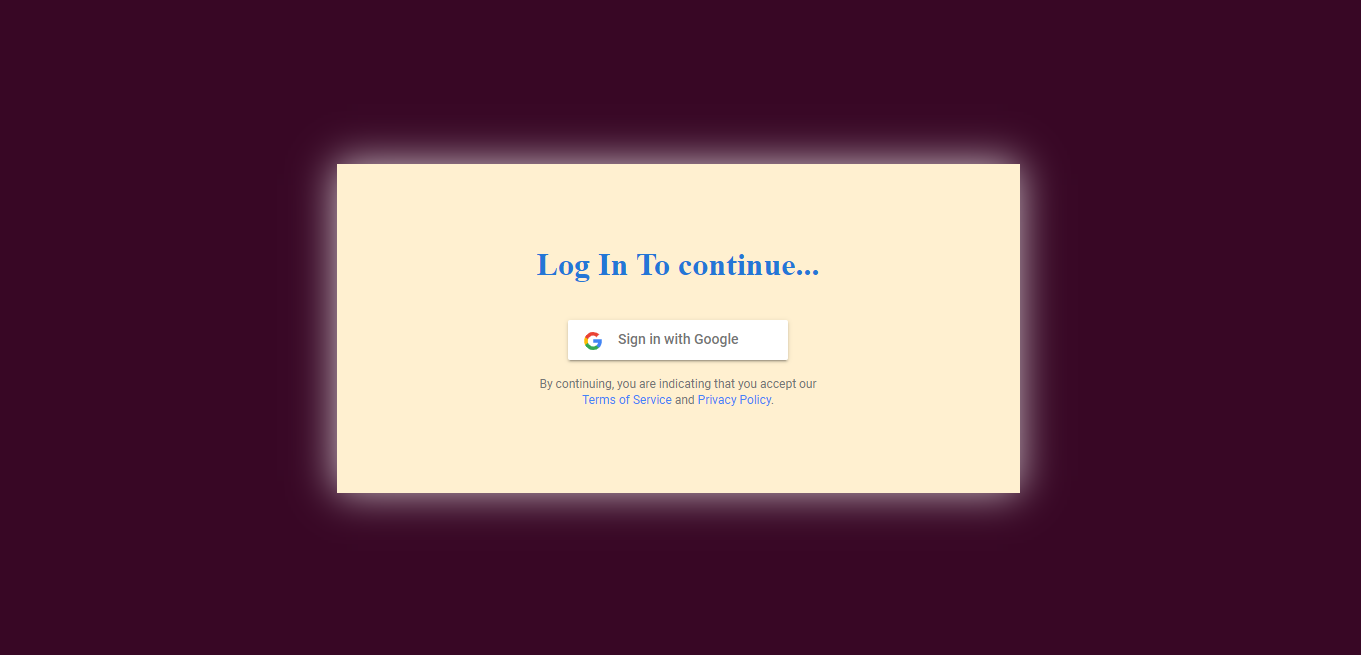 Log In To continue...
Sign in with Google
By continuing, you are indicating that you accept our
Terms of Service and Privacy Policy.